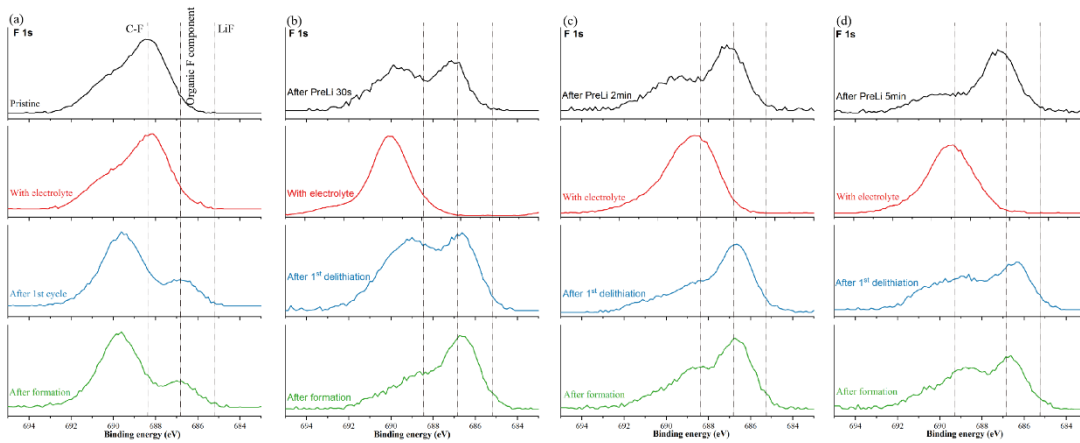 (a)
F 1s
C-F
Organic F component
LiF
Pristine
With electrolyte
After 1st cycle
After formation
694 692 690 688 686 684
Binding energy (eV)
(b)
F 1s
After PreLi 30s
With electrolyte
After 1st delithiation
After formation
694 692 690 688 686 684
Binding energy (eV)
(c)
F 1s
After PreLi 2min
With electrolyte
After 1st delithiation
After formation
694 692 690 688 686 684
Binding energy (eV)
(d)
F 1s
After PreLi 5min
With electrolyte
After 1st delithiation
After formation
694 692 690 688 686 684
Binding energy (eV)